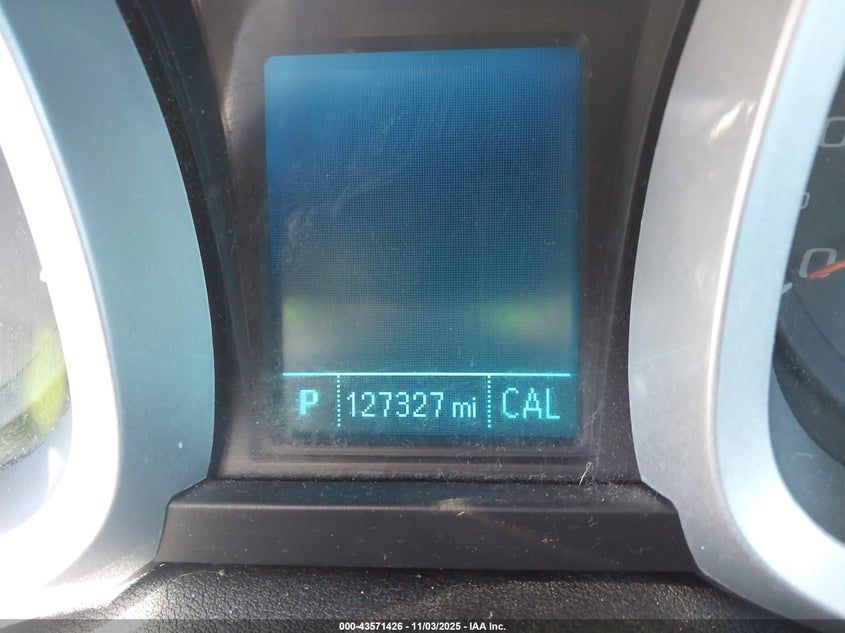 P 127327 mi CAL
000-43571426 - 11/03/2025 - IAA Inc.